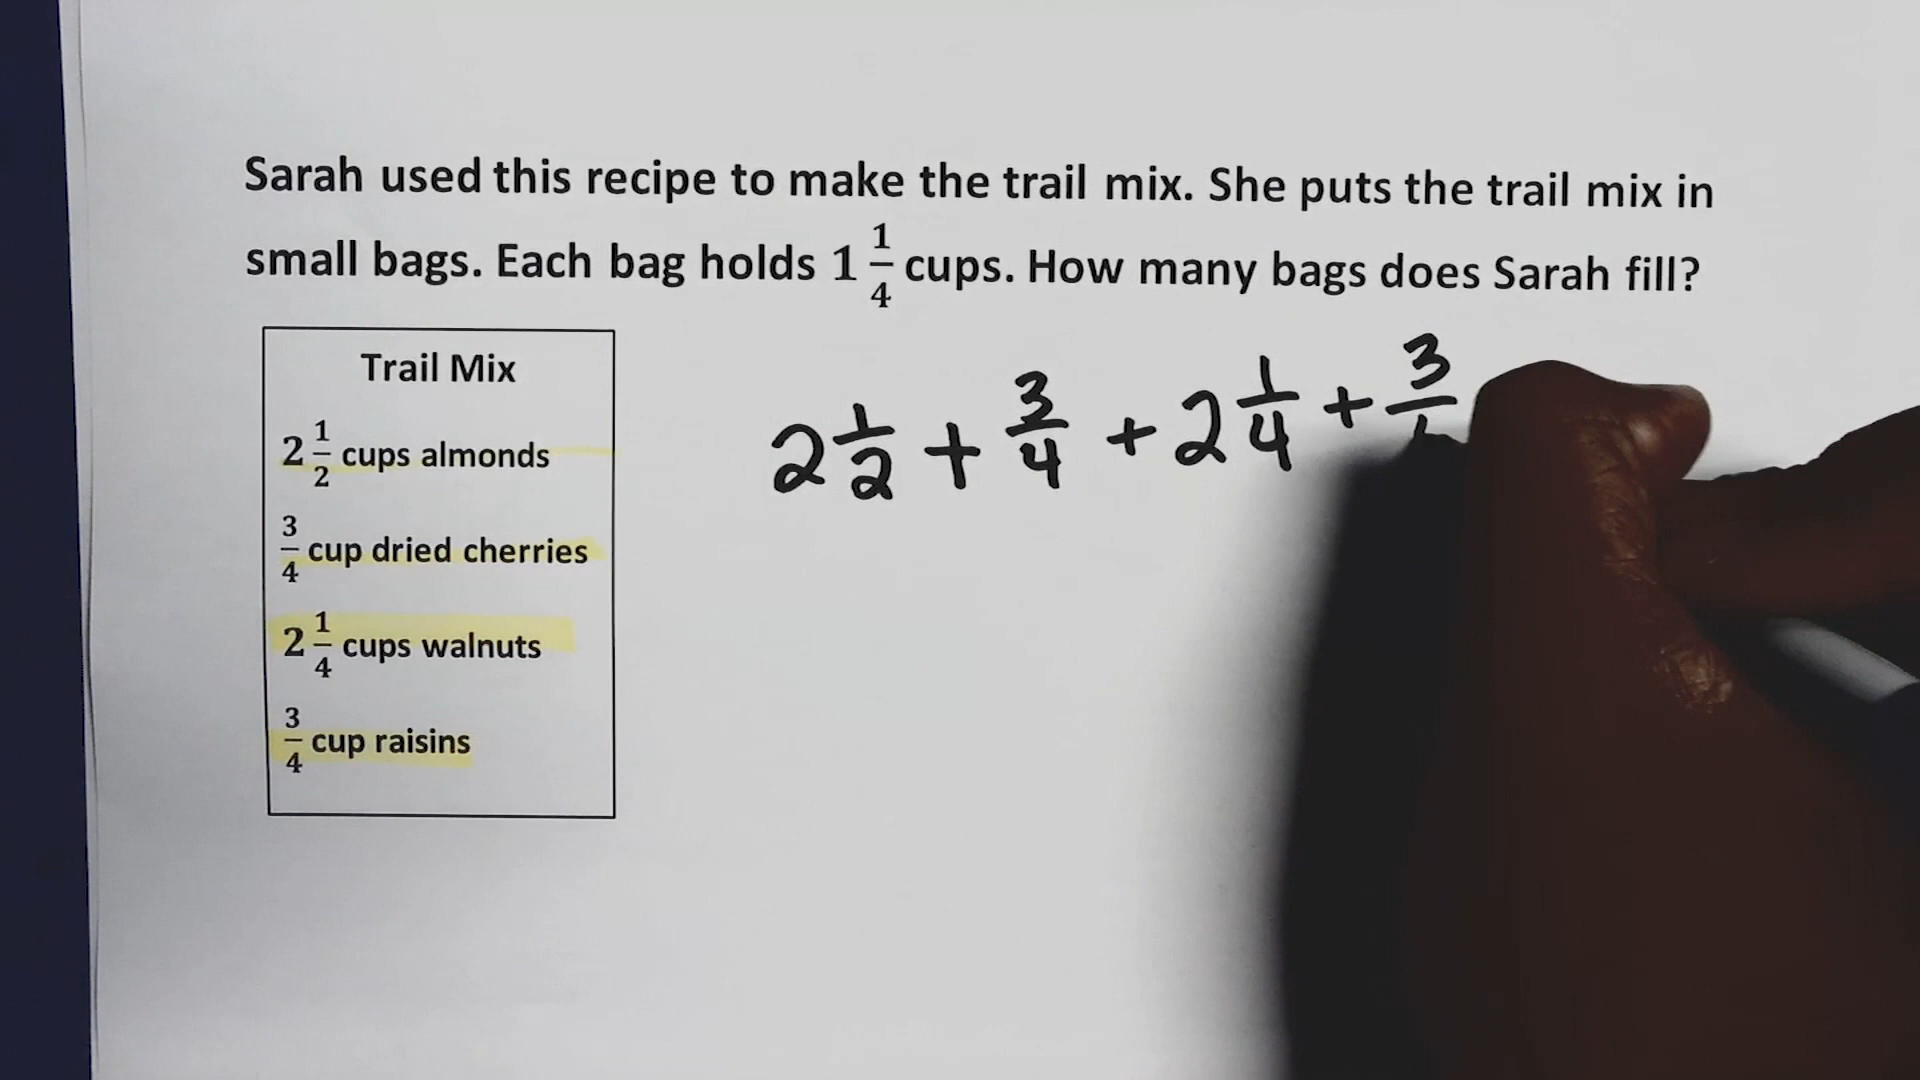 Sarah used this recipe to make the trail mix. She puts the trail mix in
small bags. Each bag holds 1 1/4 cups. How many bags does Sarah fill?
Trail Mix
2 1/2 cups almonds
3/4 cup dried cherries
2 1/4 cups walnuts
3/4 cup raisins
2 1/2 + 3/4 + 2 1/4 + 3/